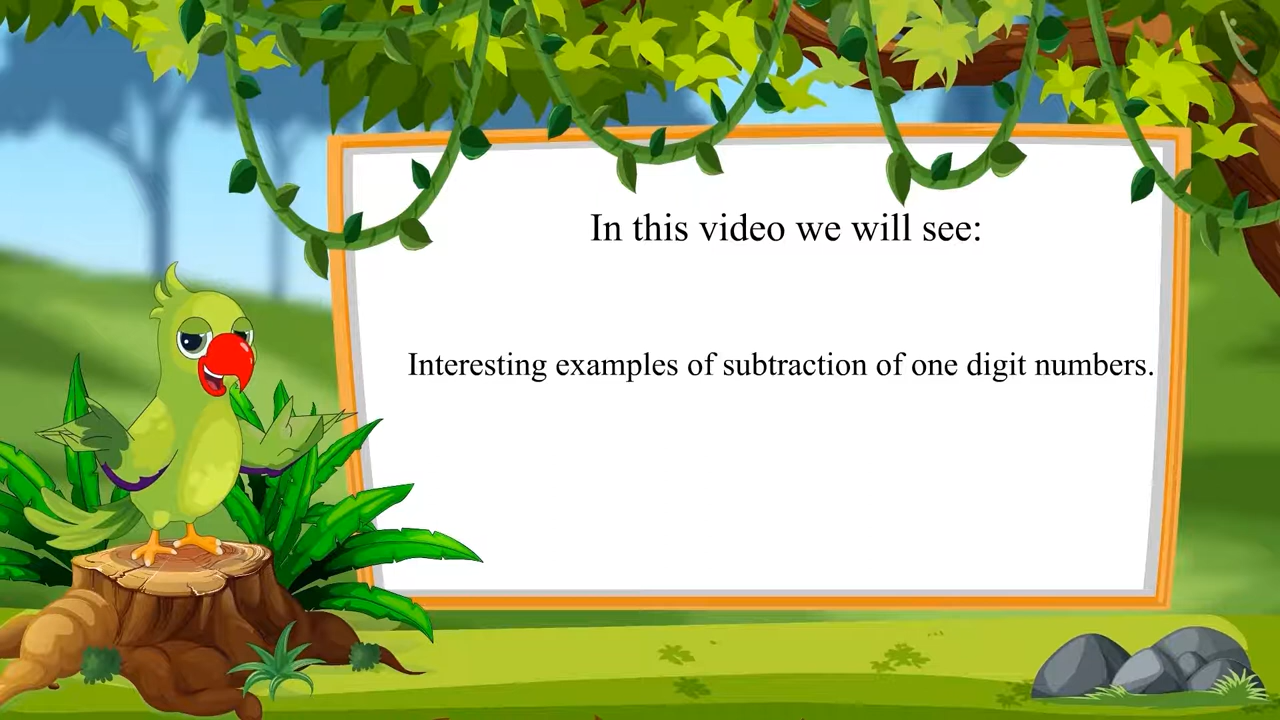 In this video we will see:
Interesting examples of subtraction of one digit numbers.